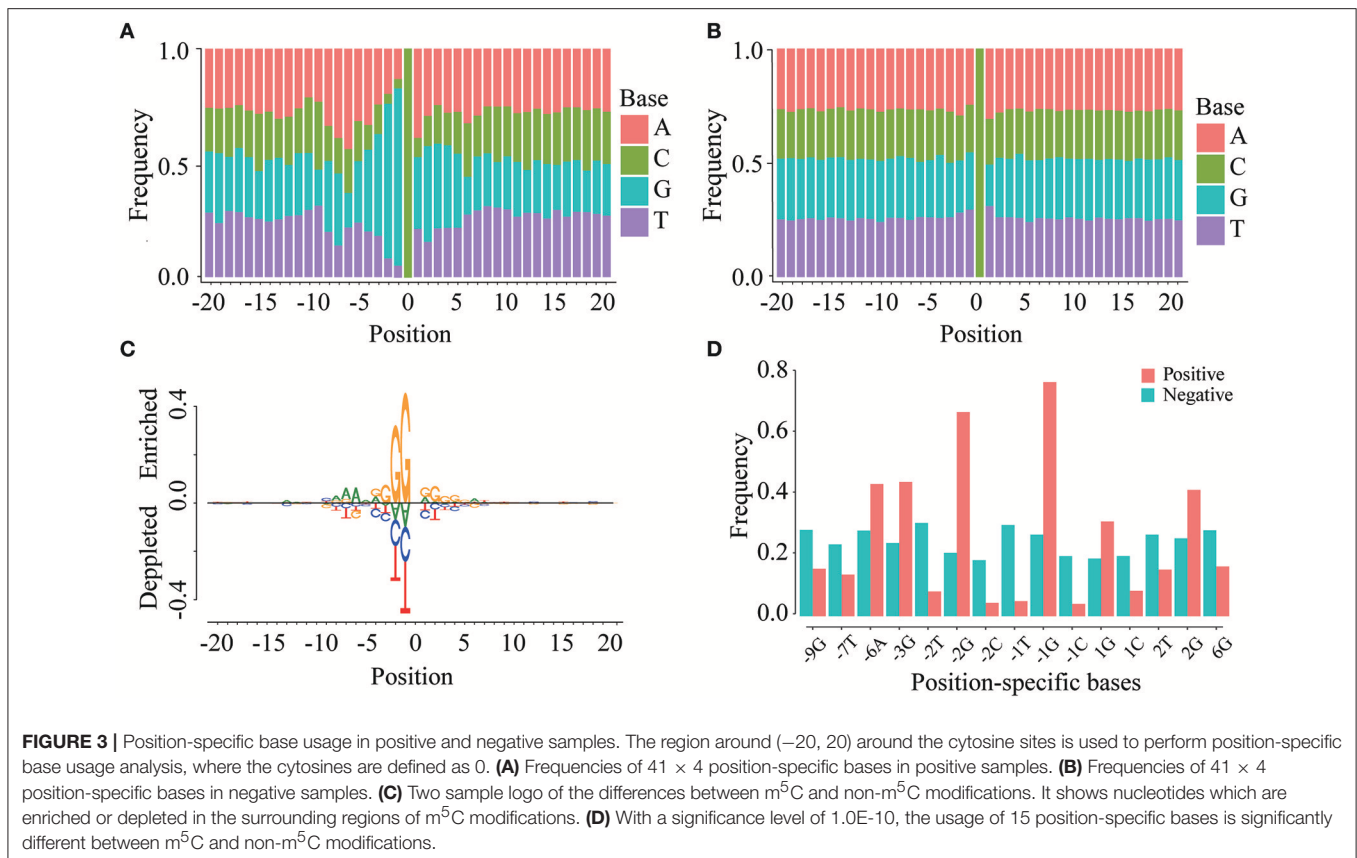 A
1.0
0.5
0.0
Frequency
-20 -15 -10 -5 0 5 10 15 20
Position
Base
A
C
G
T
B
1.0
0.5
0.0
Frequency
-20 -15 -10 -5 0 5 10 15 20
Position
Base
A
C
G
T
C
0.4
0.0
-0.4
Deppleted Enriched
-20 -15 -10 -5 0 5 10 15 20
Position
D
0.8
0.6
0.4
0.2
0.0
Frequency
Positive
Negative
-9G -7T -6A -3G -2T -2G -2C -1T -1G -1C 1G 1C 2T 2G 6G
Position-specific bases
FIGURE 3 | Position-specific base usage in positive and negative samples. The region around (−20, 20) around the cytosine sites is used to perform position-specific
base usage analysis, where the cytosines are defined as 0. (A) Frequencies of 41 × 4 position-specific bases in positive samples. (B) Frequencies of 41 × 4
position-specific bases in negative samples. (C) Two sample logo of the differences between m⁵C and non-m⁵C modifications. It shows nucleotides which are
enriched or depleted in the surrounding regions of m⁵C modifications. (D) With a significance level of 1.0E-10, the usage of 15 position-specific bases is significantly
different between m⁵C and non-m⁵C modifications.